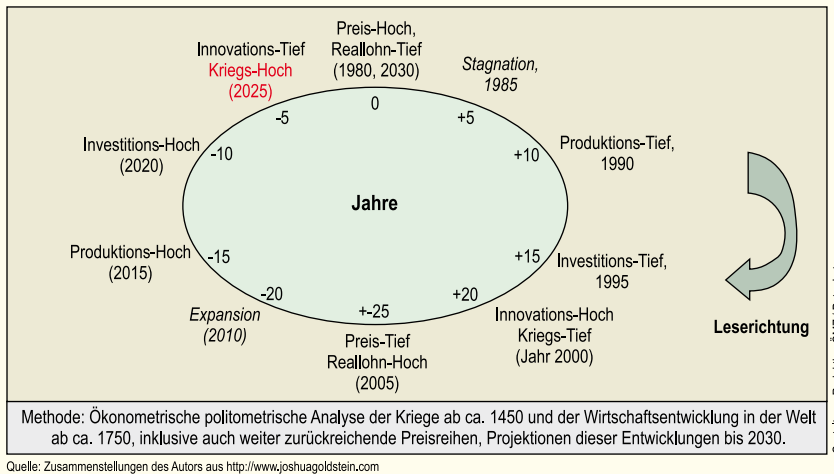 Preis-Hoch,
Reallohn-Tief
(1980, 2030)
0
Stagnation,
1985
+5
Produktions-Tief,
1990
+10
Investitions-Tief,
1995
+15
Innovations-Hoch
Kriegs-Tief
(Jahr 2000)
+20
Preis-Tief
Reallohn-Hoch
(2005)
+-25
Expansion
(2010)
-20
Produktions-Hoch
(2015)
-15
Investitions-Hoch
(2020)
-10
Innovations-Tief
Kriegs-Hoch
(2025)
-5
Jahre
Leserichtung
Methode: Ökonometrische politometrische Analyse der Kriege ab ca. 1450 und der Wirtschaftsentwicklung in der Welt
ab ca. 1750, inklusive auch weiter zurückreichende Preisreihen, Projektionen dieser Entwicklungen bis 2030.
Quelle: Zusammenstellungen des Autors aus http://www.joshuagoldstein.com